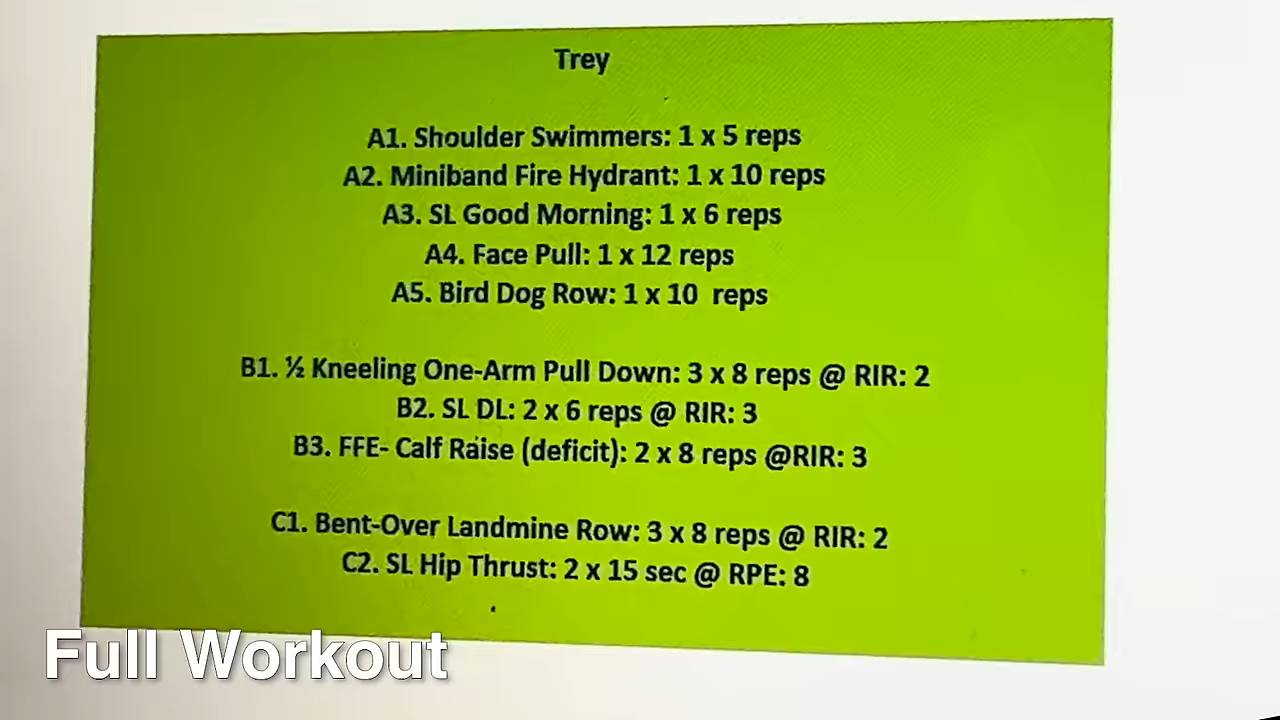 Trey
A1. Shoulder Swimmers: 1 x 5 reps
A2. Miniband Fire Hydrant: 1 x 10 reps
A3. SL Good Morning: 1 x 6 reps
A4. Face Pull: 1 x 12 reps
A5. Bird Dog Row: 1 x 10 reps
B1. ½ Kneeling One-Arm Pull Down: 3 x 8 reps @ RIR: 2
B2. SL DL: 2 x 6 reps @ RIR: 3
B3. FFE- Calf Raise (deficit): 2 x 8 reps @RIR: 3
C1. Bent-Over Landmine Row: 3 x 8 reps @ RIR: 2
C2. SL Hip Thrust: 2 x 15 sec @ RPE: 8
Full Workout